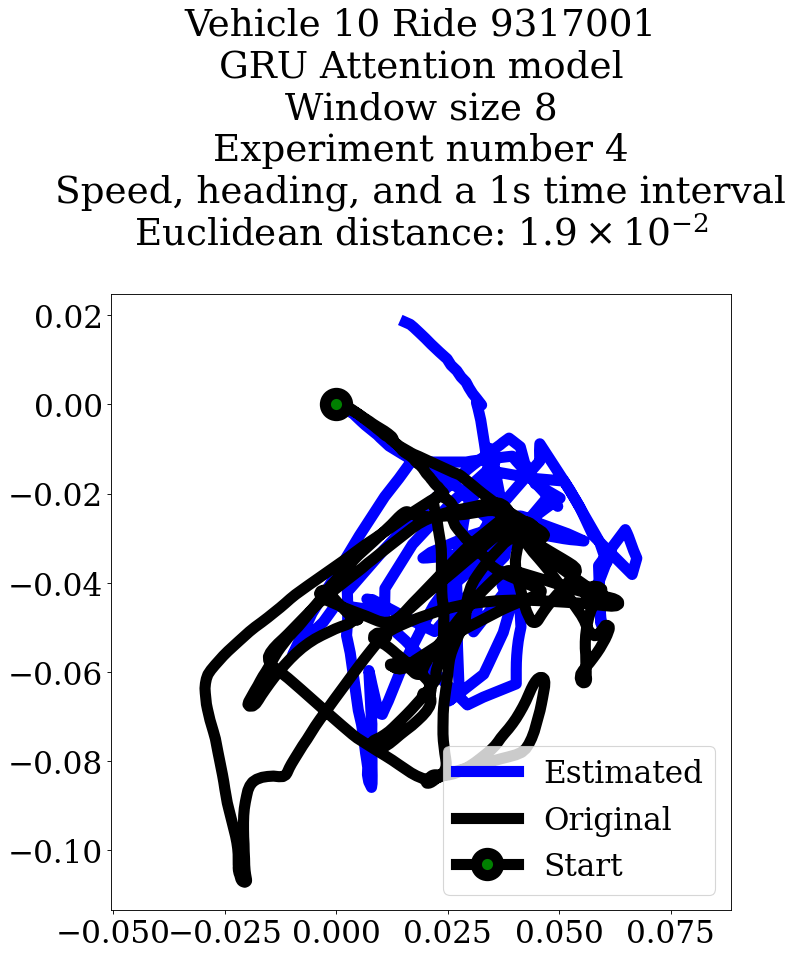 Vehicle 10 Ride 9317001
GRU Attention model
Window size 8
Experiment number 4
Speed, heading, and a 1s time interval
Euclidean distance: 1.9 × 10⁻²
0.02
0.00
−0.02
−0.04
−0.06
−0.08
−0.10
Estimated
Original
Start
−0.050 −0.025 0.000 0.025 0.050 0.075